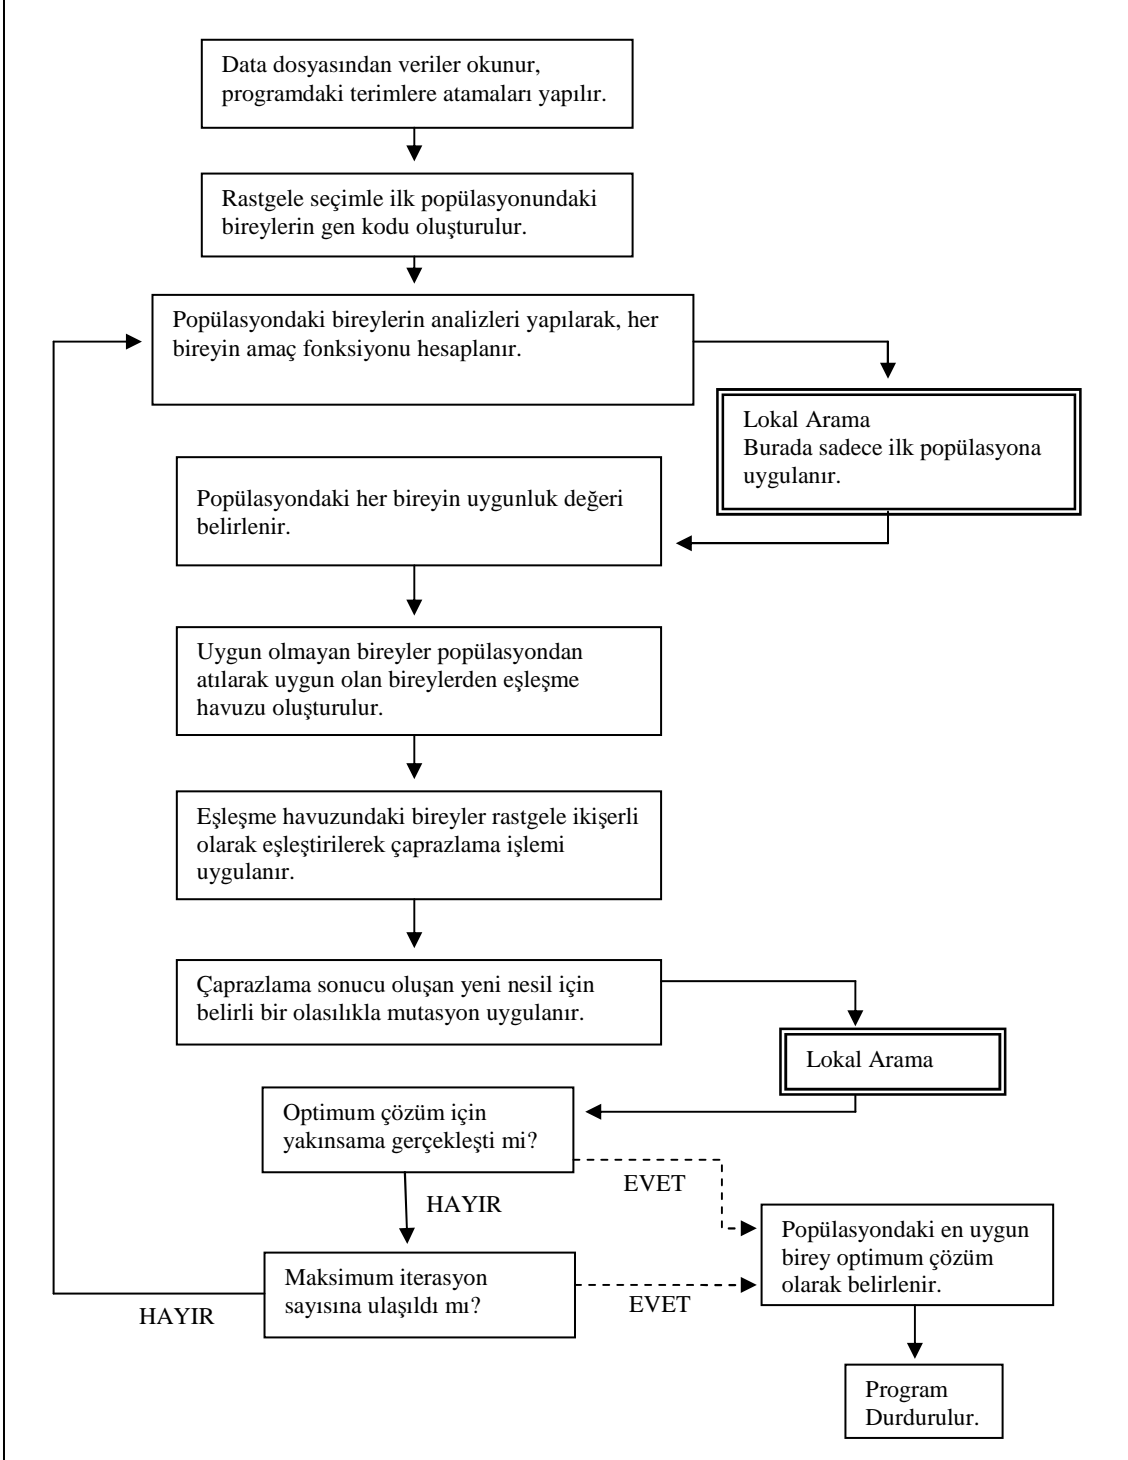 Data dosyasından veriler okunur,
programdaki terimlere atamaları yapılır.
Rastgele seçimle ilk popülasyonundaki
bireylerin gen kodu oluşturulur.
Popülasyondaki bireylerin analizleri yapılarak, her
bireyin amaç fonksiyonu hesaplanır.
Lokal Arama
Burada sadece ilk popülasyona
uygulanır.
Popülasyondaki her bireyin uygunluk değeri
belirlenir.
Uygun olmayan bireyler popülasyondan
atılarak uygun olan bireylerden eşleşme
havuzu oluşturulur.
Eşleşme havuzundaki bireyler rastgele ikişerli
olarak eşleştirilerek çaprazlama işlemi
uygulanır.
Çaprazlama sonucu oluşan yeni nesil için
belirli bir olasılıkla mutasyon uygulanır.
Lokal Arama
Optimum çözüm için
yakınsama gerçekleşti mi?
EVET
HAYIR
Popülasyondaki en uygun
birey optimum çözüm
olarak belirlenir.
Maksimum iterasyon
sayısına ulaşıldı mı?
EVET
HAYIR
Program
Durdurulur.